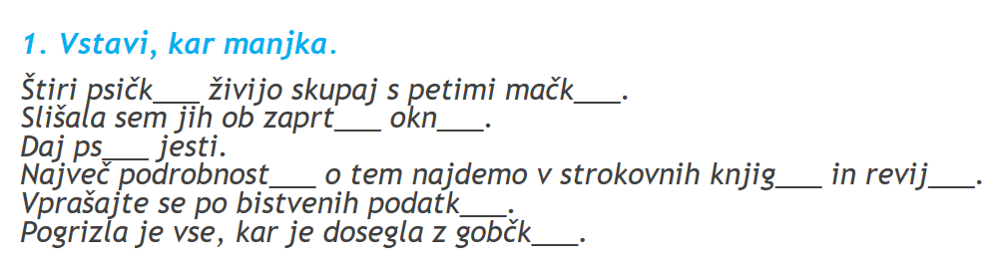 1. Vstavi, kar manjka.
Štiri psičk___ živijo skupaj s petimi mačk___.
Slišala sem jih ob zaprt___ okn___.
Daj ps___ jesti.
Največ podrobnost___ o tem najdemo v strokovnih knjig___ in revij___.
Vprašajte se po bistvenih podatk___.
Pogrizla je vse, kar je dosegla z gobčk___.